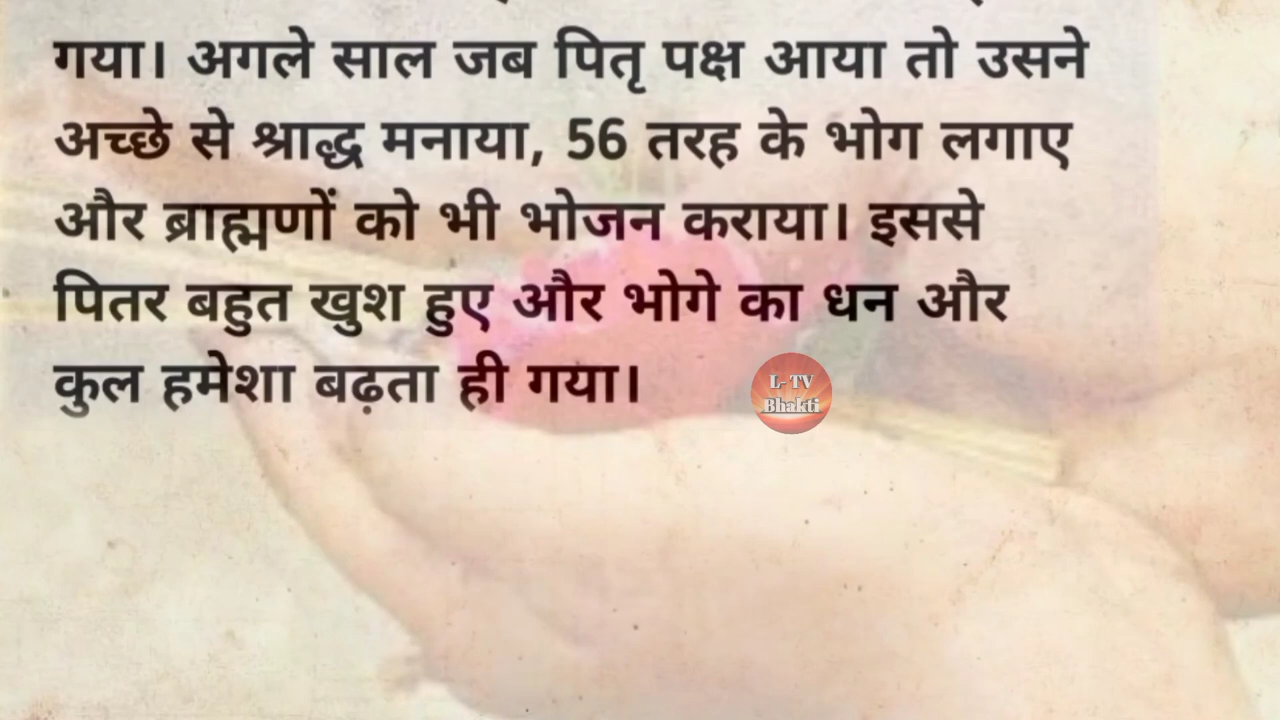 गया। अगले साल जब पितृ पक्ष आया तो उसने
अच्छे से श्राद्ध मनाया, 56 तरह के भोग लगाए
और ब्राह्मणों को भी भोजन कराया। इससे
पितर बहुत खुश हुए और भोगे का धन और
कुल हमेशा बढ़ता ही गया।
L- TV
Bhakti